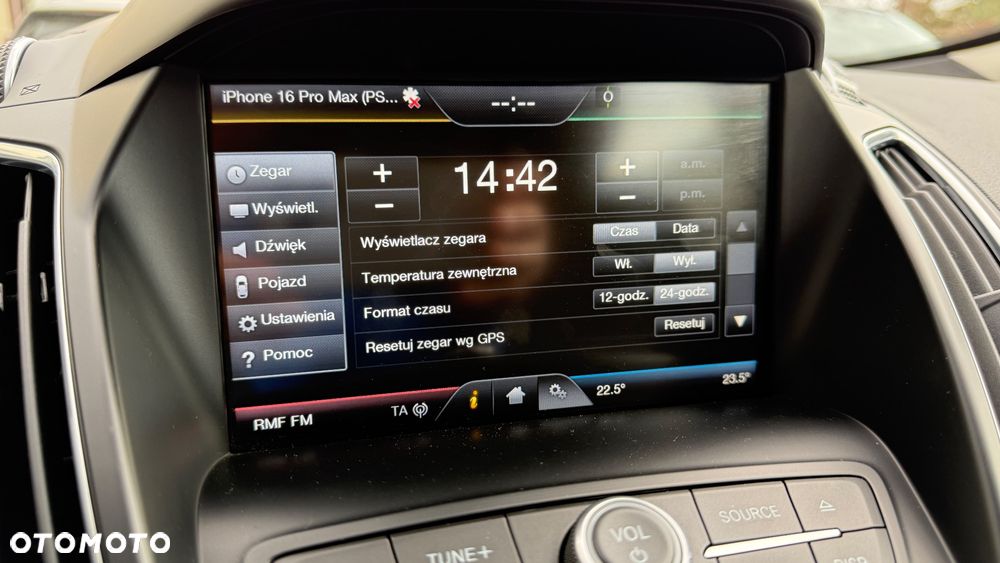 iPhone 16 Pro Max (PS...
--:--
Zegar
+
14:42
+
a.m.
−
−
p.m.
Wyświetl.
Wyświetlacz zegara
Czas
Data
Dźwięk
Temperatura zewnętrzna
Wł.
Wył.
Pojazd
Format czasu
12-godz.
24-godz.
Ustawienia
Resetuj zegar wg GPS
Resetuj
Pomoc
RMF FM
TA
22.5°
23.5°
VOL
SOURCE
TUNE+
DISP
OTOMOTO